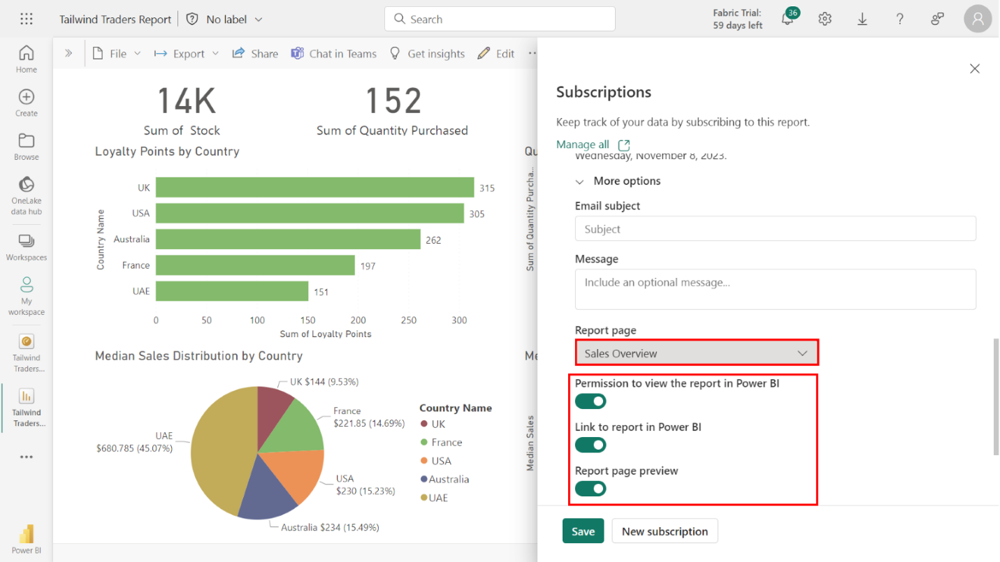 Tailwind Traders Report
No label
Search
Fabric Trial:
59 days left
36
Home
Create
Browse
OneLake
data hub
Workspaces
My
workspace
Tailwind
Traders...
Tailwind
Traders...
Power BI
File
Export
Share
Chat in Teams
Get insights
Edit
14K
Sum of Stock
152
Sum of Quantity Purchased
Loyalty Points by Country
Country Name
UK
315
USA
305
Australia
262
France
197
UAE
151
0 50 100 150 200 250 300
Sum of Loyalty Points
Qu
Sum of Quantity Purcha...
Median Sales Distribution by Country
UK $144 (9.53%)
France
$221.85 (14.69%)
UAE
$680.785 (45.07%)
USA
$230 (15.23%)
Australia $234 (15.49%)
Country Name
UK
France
USA
Australia
UAE
Me
Median Sales
Subscriptions
Keep track of your data by subscribing to this report.
Manage all
Wednesday, November 8, 2023.
More options
Email subject
Subject
Message
Include an optional message...
Report page
Sales Overview
Permission to view the report in Power BI
Link to report in Power BI
Report page preview
Save
New subscription